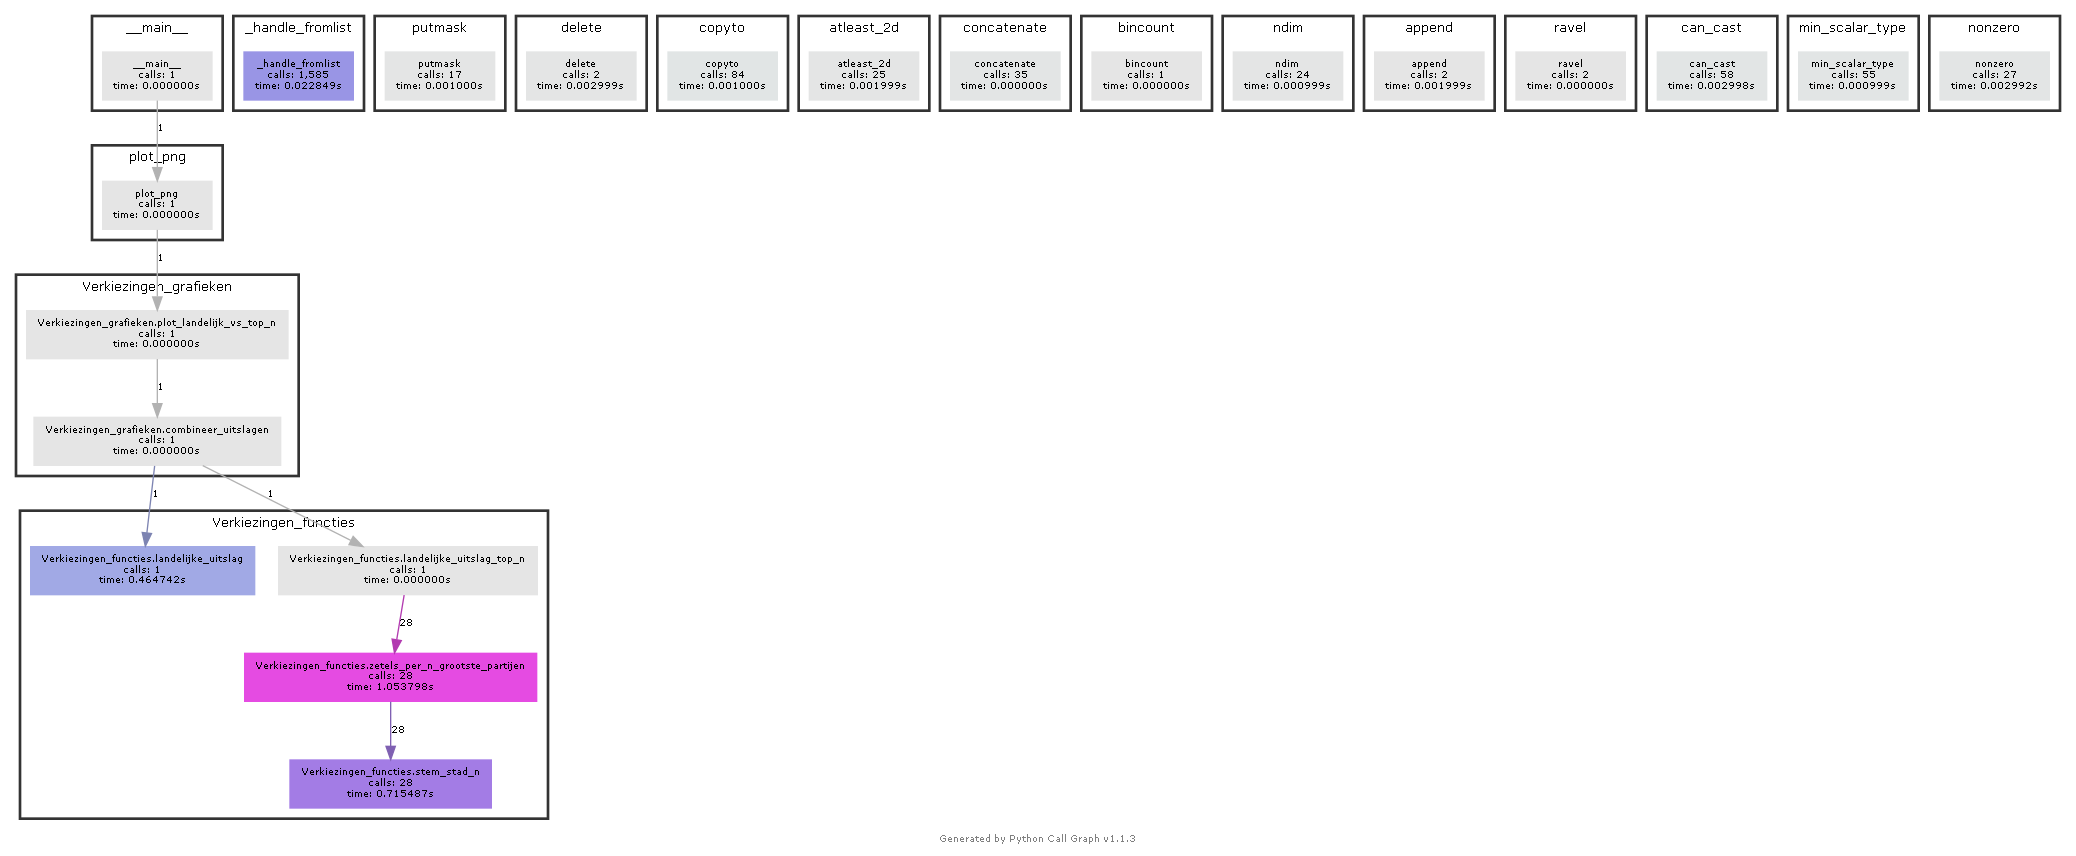 __main__
__main__
calls: 1
time: 0.000000s
_handle_fromlist
_handle_fromlist
calls: 1,585
time: 0.022849s
putmask
putmask
calls: 17
time: 0.001000s
delete
delete
calls: 2
time: 0.002999s
copyto
copyto
calls: 84
time: 0.001000s
atleast_2d
atleast_2d
calls: 25
time: 0.001999s
concatenate
concatenate
calls: 35
time: 0.000000s
bincount
bincount
calls: 1
time: 0.000000s
ndim
ndim
calls: 24
time: 0.000999s
append
append
calls: 2
time: 0.001999s
ravel
ravel
calls: 2
time: 0.000000s
can_cast
can_cast
calls: 58
time: 0.002998s
min_scalar_type
min_scalar_type
calls: 55
time: 0.000999s
nonzero
nonzero
calls: 27
time: 0.002992s
1
plot_png
plot_png
calls: 1
time: 0.000000s
1
Verkiezingen_grafieken
Verkiezingen_grafieken.plot_landelijk_vs_top_n
calls: 1
time: 0.000000s
1
Verkiezingen_grafieken.combineer_uitslagen
calls: 1
time: 0.000000s
1
1
Verkiezingen_functies
Verkiezingen_functies.landelijke_uitslag
calls: 1
time: 0.464742s
Verkiezingen_functies.landelijke_uitslag_top_n
calls: 1
time: 0.000000s
28
Verkiezingen_functies.zetels_per_n_grootste_partijen
calls: 28
time: 1.053798s
28
Verkiezingen_functies.stem_stad_n
calls: 28
time: 0.715487s
Generated by Python Call Graph v1.1.3